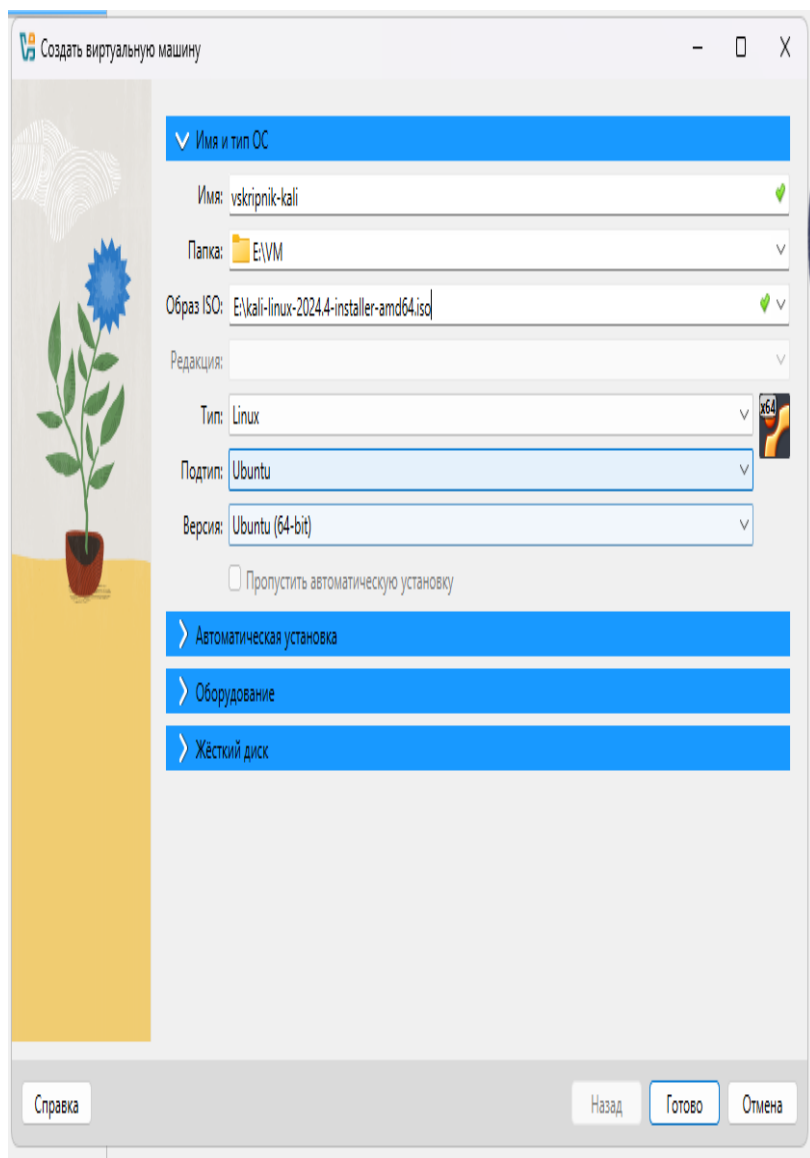 Создать виртуальную машину
Имя и тип ОС
Имя: vskripnik-kali
Папка: E:\VM
Образ ISO: E:\kali-linux-2024.4-installer-amd64.iso
Редакция:
Тип: Linux
x64
Подтип: Ubuntu
Версия: Ubuntu (64-bit)
Пропустить автоматическую установку
Автоматическая установка
Оборудование
Жёсткий диск
Справка Назад Готово Отмена